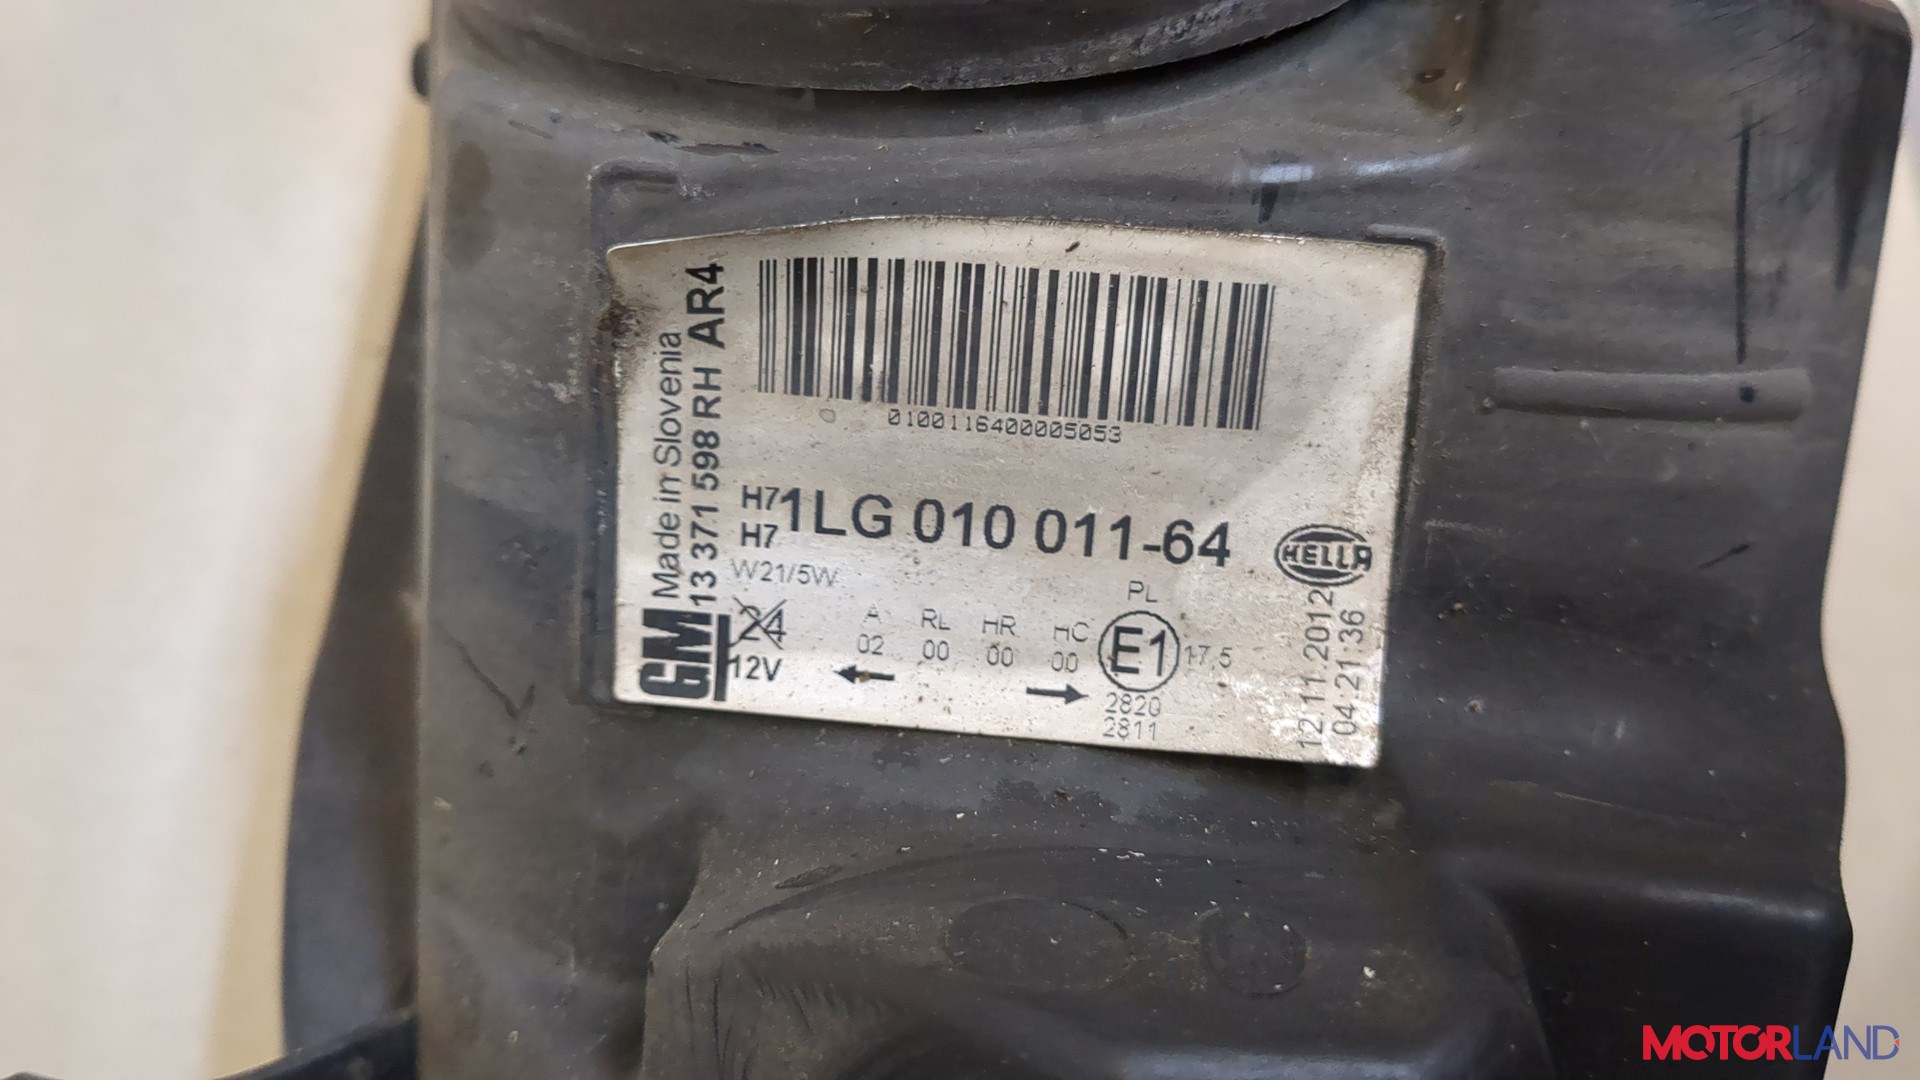 0100116400005053
Made in Slovenia
13 371 598 RH AR4
GM
H7
H7
1LG 010 011-64
HELLA
W21/5W
24
12V
A RL HR HC PL
02 00 00 00 E1 17.5
2820
2811
12.11.2012
04:21:36
MOTORLAND